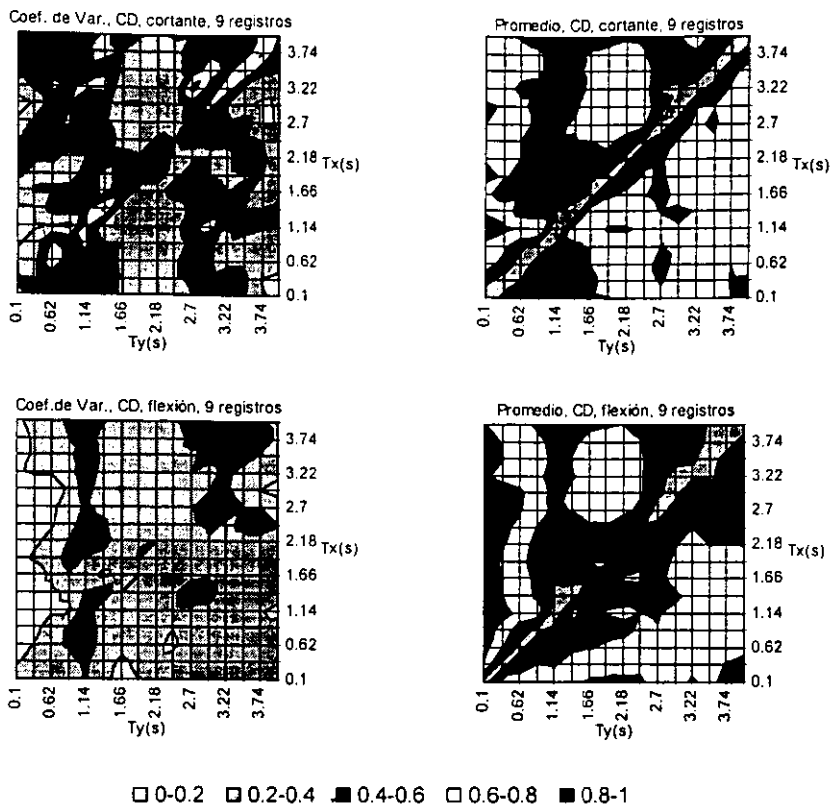 Coef. de Var., CD, cortante, 9 registros
3.74
3.22
2.7
2.18
1.66
1.14
0.62
0.1
Tx(s)
0.1 0.62 1.14 1.66 2.18 2.7 3.22 3.74
Ty(s)
Promedio, CD, cortante, 9 registros
3.74
3.22
2.7
2.18
1.66
1.14
0.62
0.1
Tx(s)
0.1 0.62 1.14 1.66 2.18 2.7 3.22 3.74
Ty(s)
Coef.de Var., CD, flexión, 9 registros
3.74
3.22
2.7
2.18
1.66
1.14
0.62
0.1
Tx(s)
0.1 0.62 1.14 1.66 2.18 2.7 3.22 3.74
Ty(s)
Promedio, CD, flexión, 9 registros
3.74
3.22
2.7
2.18
1.66
1.14
0.62
0.1
Tx(s)
0.1 0.62 1.14 1.66 2.18 2.7 3.22 3.74
Ty(s)
0-0.2 0.2-0.4 0.4-0.6 0.6-0.8 0.8-1